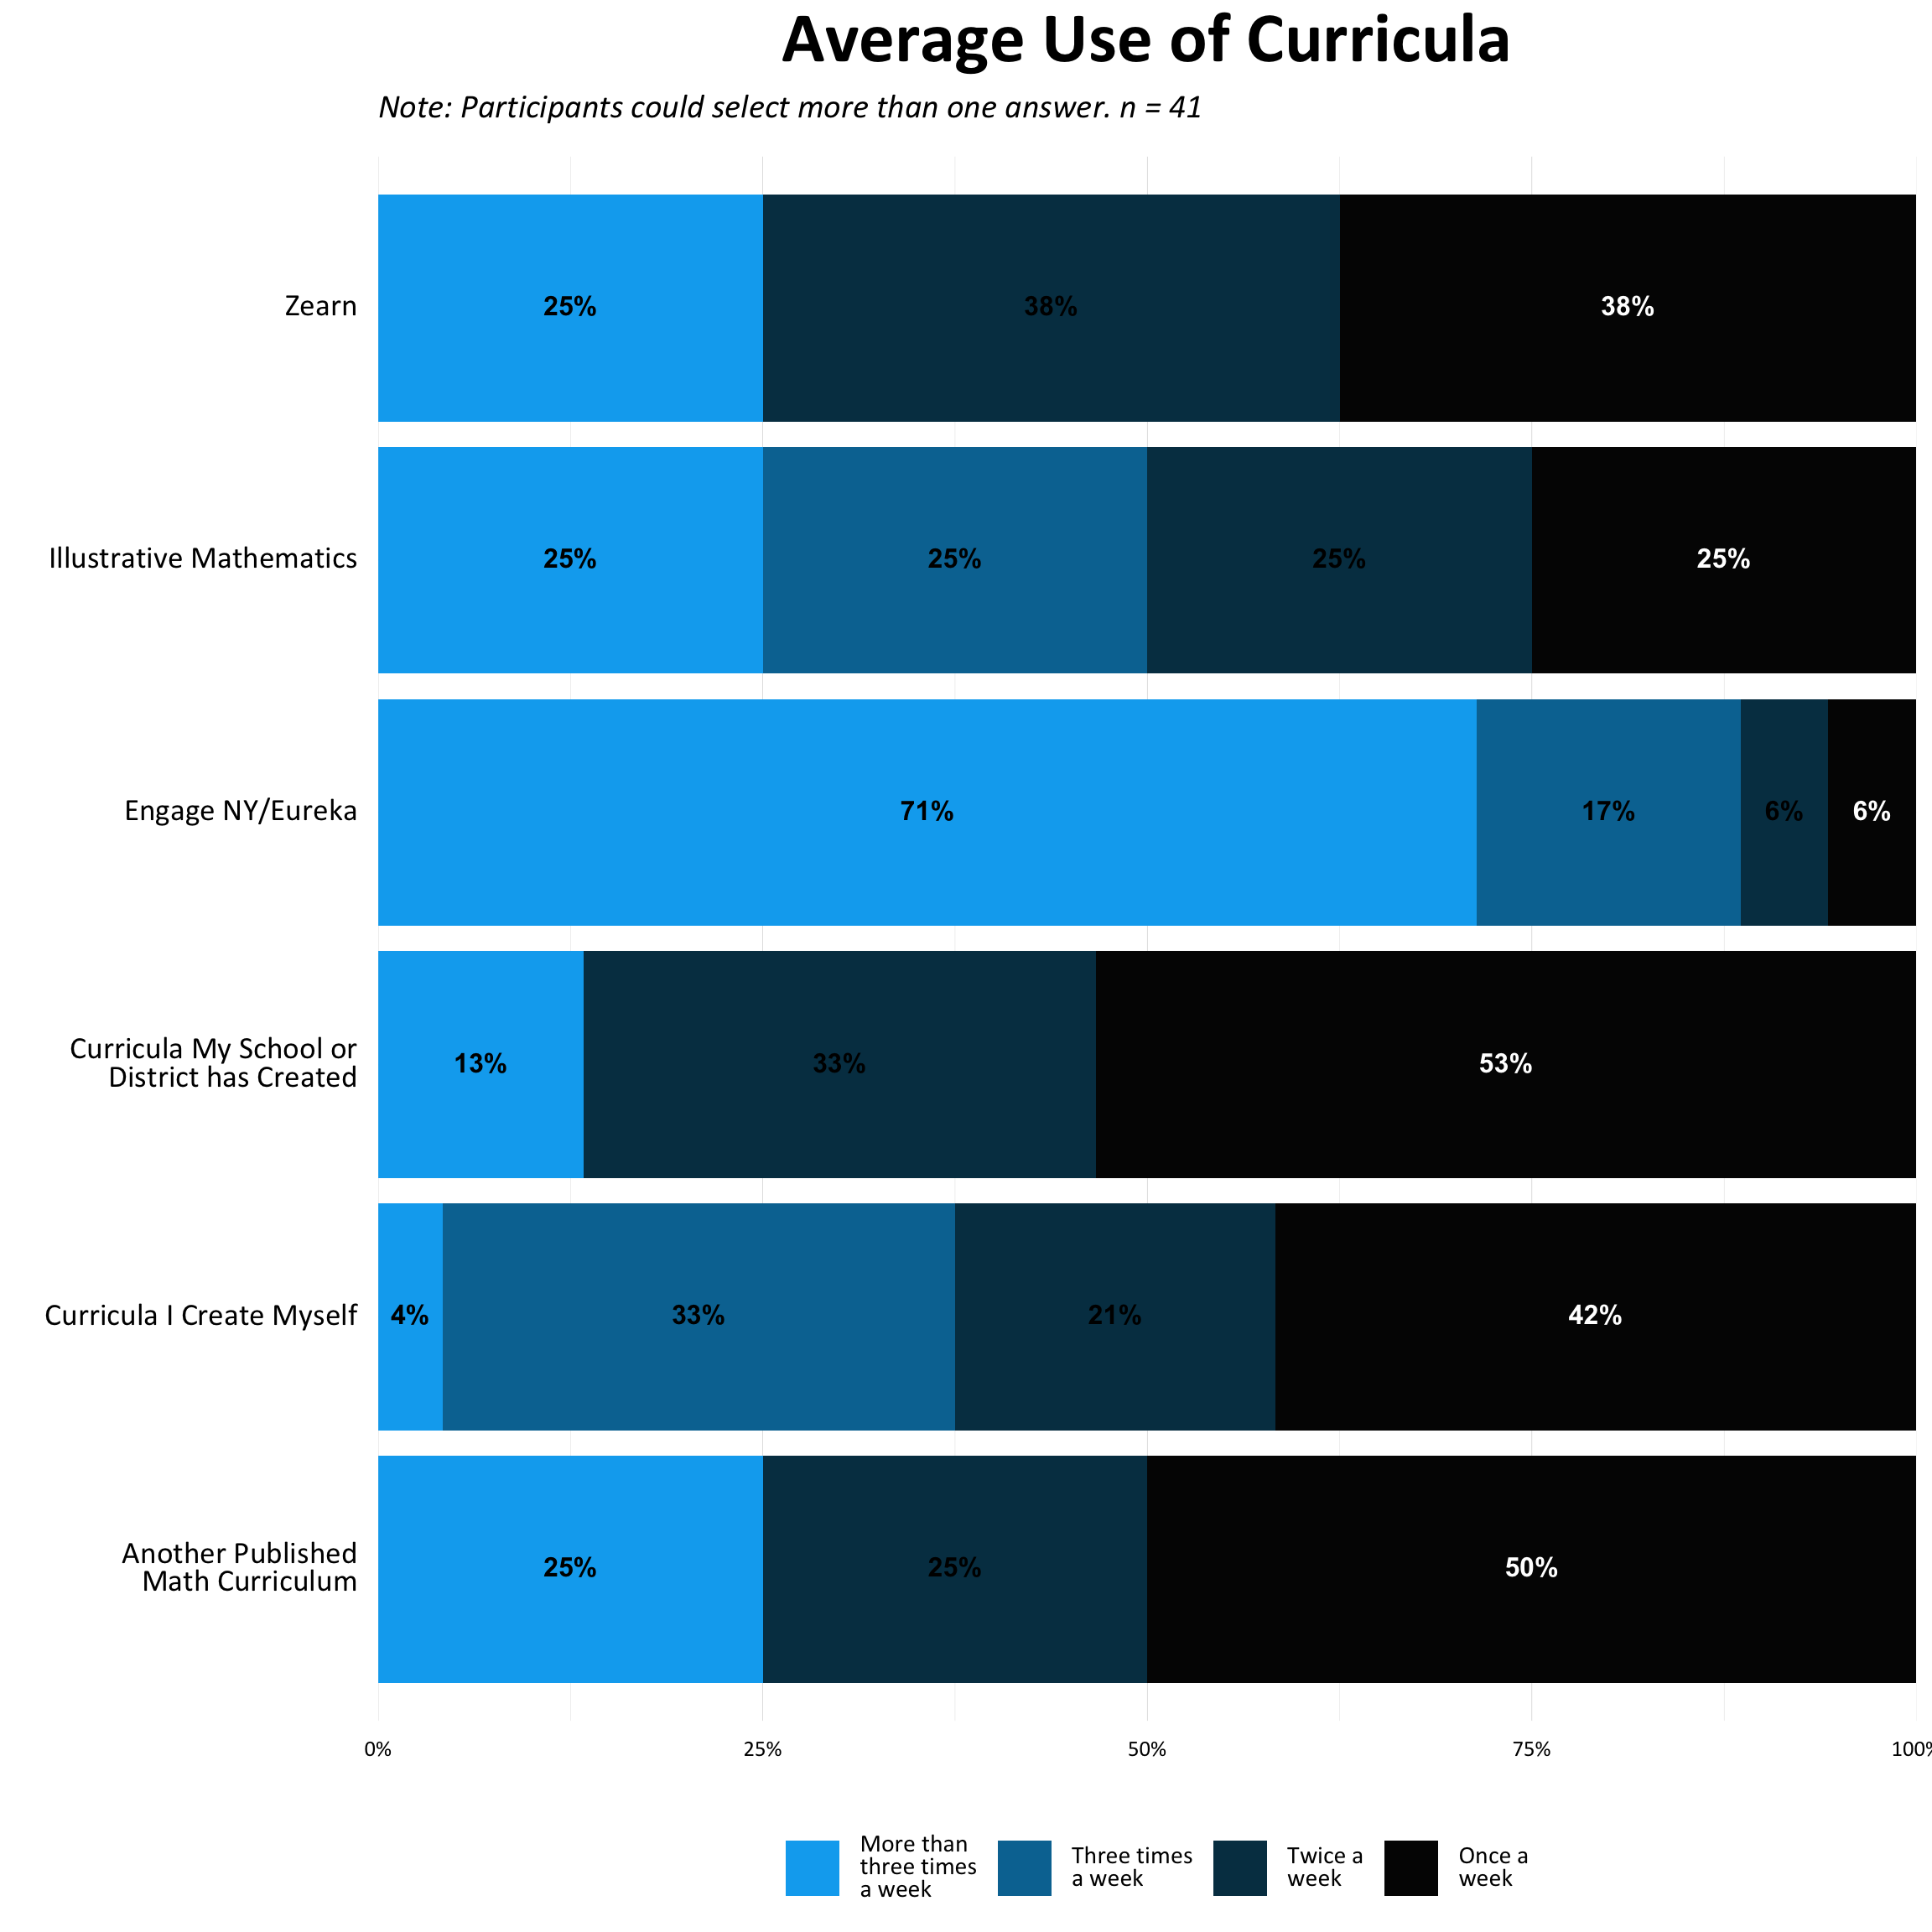 Average Use of Curricula
Note: Participants could select more than one answer. n = 41
Zearn
25%
38%
38%
Illustrative Mathematics
25%
25%
25%
25%
Engage NY/Eureka
71%
17%
6%
6%
Curricula My School or
District has Created
13%
33%
53%
Curricula I Create Myself
4%
33%
21%
42%
Another Published
Math Curriculum
25%
25%
50%
0%
25%
50%
75%
100%
More than
three times
a week
Three times
a week
Twice a
week
Once a
week